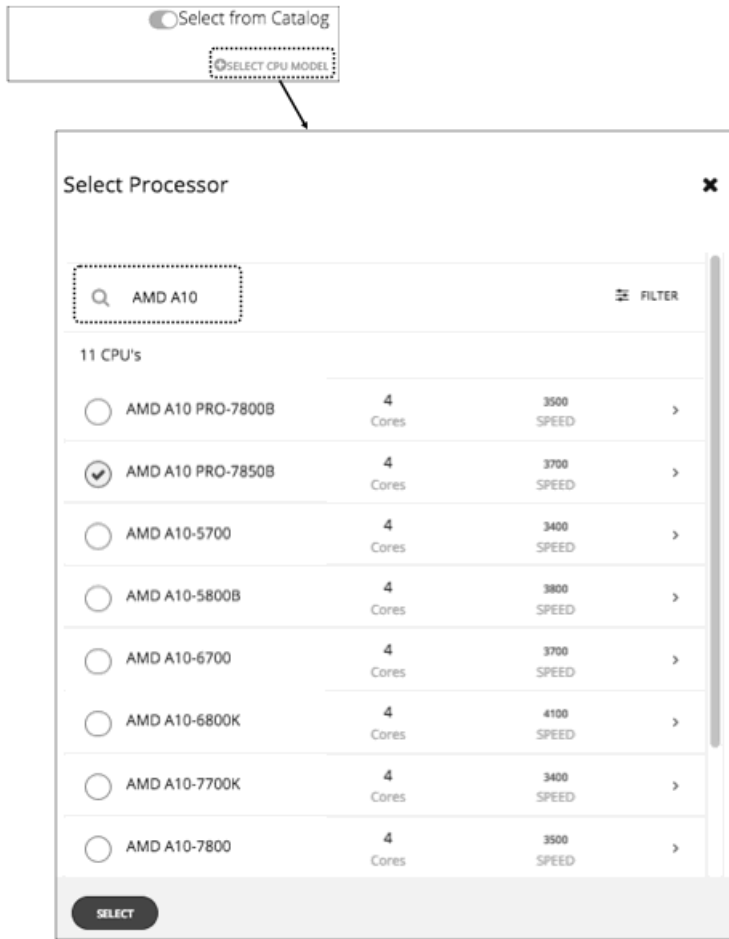 Select from Catalog
SELECT CPU MODEL
Select Processor
AMD A10
FILTER
11 CPU's
AMD A10 PRO-7800B 4 3500
Cores SPEED
AMD A10 PRO-7850B 4 3700
Cores SPEED
AMD A10-5700 4 3400
Cores SPEED
AMD A10-5800B 4 3800
Cores SPEED
AMD A10-6700 4 3700
Cores SPEED
AMD A10-6800K 4 4100
Cores SPEED
AMD A10-7700K 4 3400
Cores SPEED
AMD A10-7800 4 3500
Cores SPEED
SELECT